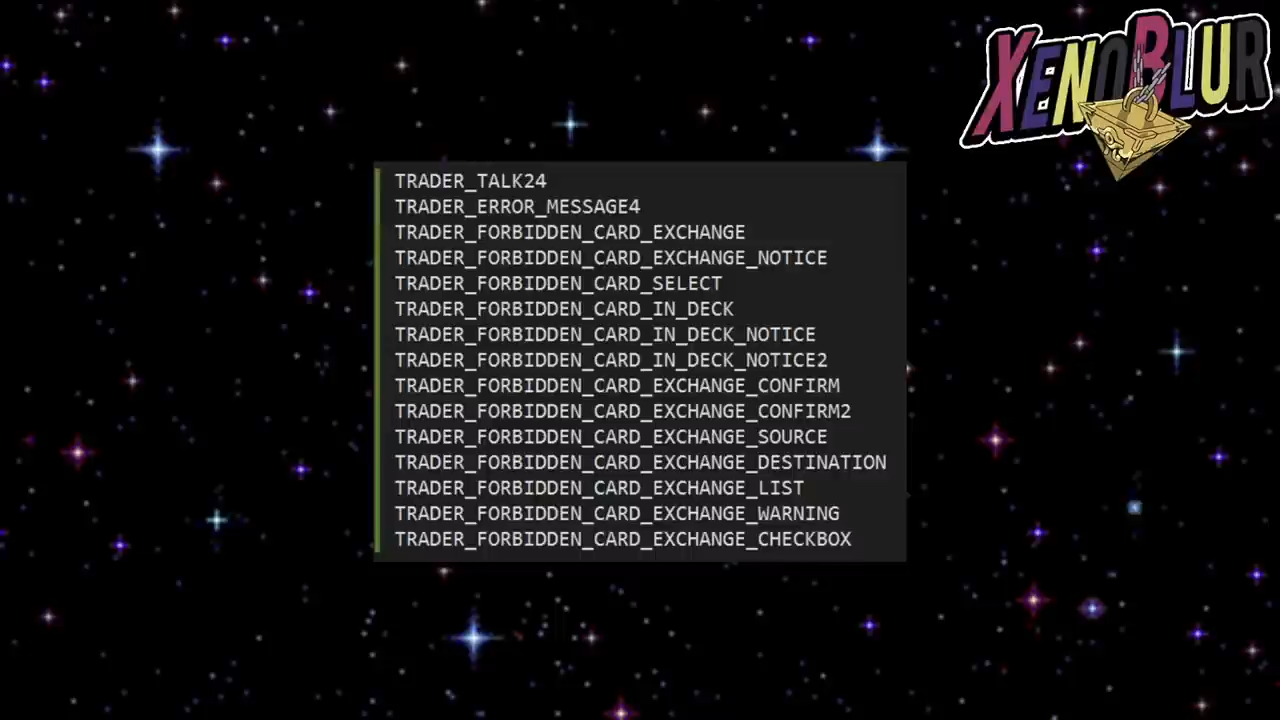 XENOBLUR
TRADER_TALK24
TRADER_ERROR_MESSAGE4
TRADER_FORBIDDEN_CARD_EXCHANGE
TRADER_FORBIDDEN_CARD_EXCHANGE_NOTICE
TRADER_FORBIDDEN_CARD_SELECT
TRADER_FORBIDDEN_CARD_IN_DECK
TRADER_FORBIDDEN_CARD_IN_DECK_NOTICE
TRADER_FORBIDDEN_CARD_IN_DECK_NOTICE2
TRADER_FORBIDDEN_CARD_EXCHANGE_CONFIRM
TRADER_FORBIDDEN_CARD_EXCHANGE_CONFIRM2
TRADER_FORBIDDEN_CARD_EXCHANGE_SOURCE
TRADER_FORBIDDEN_CARD_EXCHANGE_DESTINATION
TRADER_FORBIDDEN_CARD_EXCHANGE_LIST
TRADER_FORBIDDEN_CARD_EXCHANGE_WARNING
TRADER_FORBIDDEN_CARD_EXCHANGE_CHECKBOX